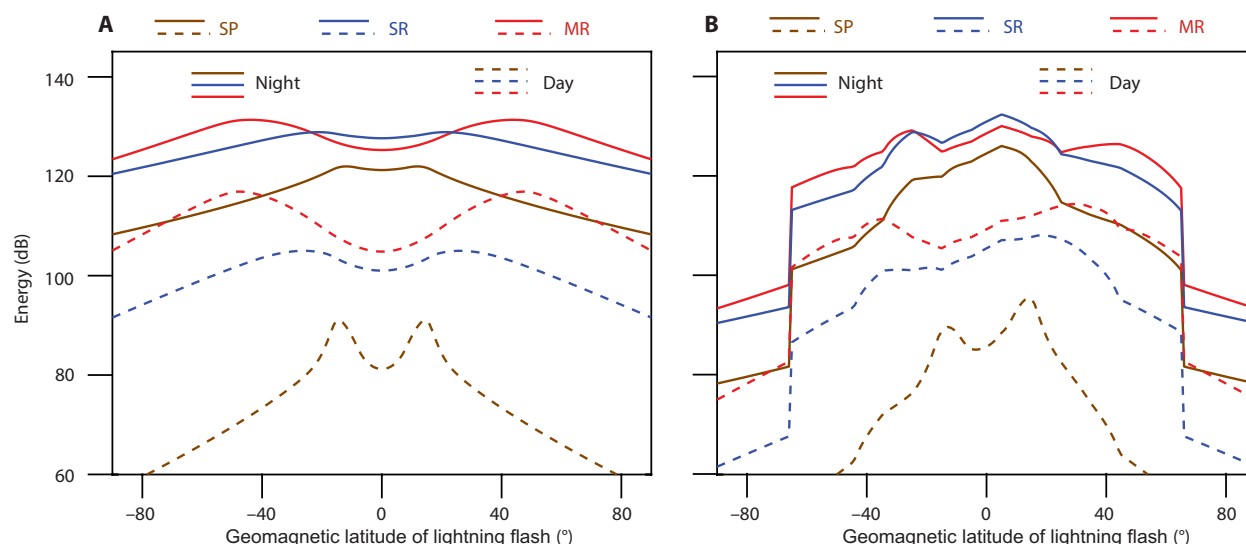 A
SP
SR
MR
Night
Day
Energy (dB)
140
120
100
80
60
−80
−40
0
40
80
Geomagnetic latitude of lightning flash (°)
B
SP
SR
MR
Night
Day
−80
−40
0
40
80
Geomagnetic latitude of lightning flash (°)